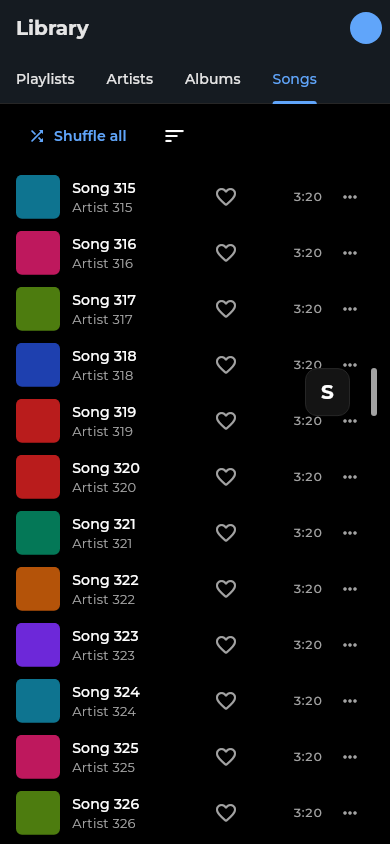 Library
Playlists Artists Albums Songs
Shuffle all
Song 315
Artist 315
3:20
Song 316
Artist 316
3:20
Song 317
Artist 317
3:20
Song 318
Artist 318
3:20
S
Song 319
Artist 319
3:20
Song 320
Artist 320
3:20
Song 321
Artist 321
3:20
Song 322
Artist 322
3:20
Song 323
Artist 323
3:20
Song 324
Artist 324
3:20
Song 325
Artist 325
3:20
Song 326
Artist 326
3:20